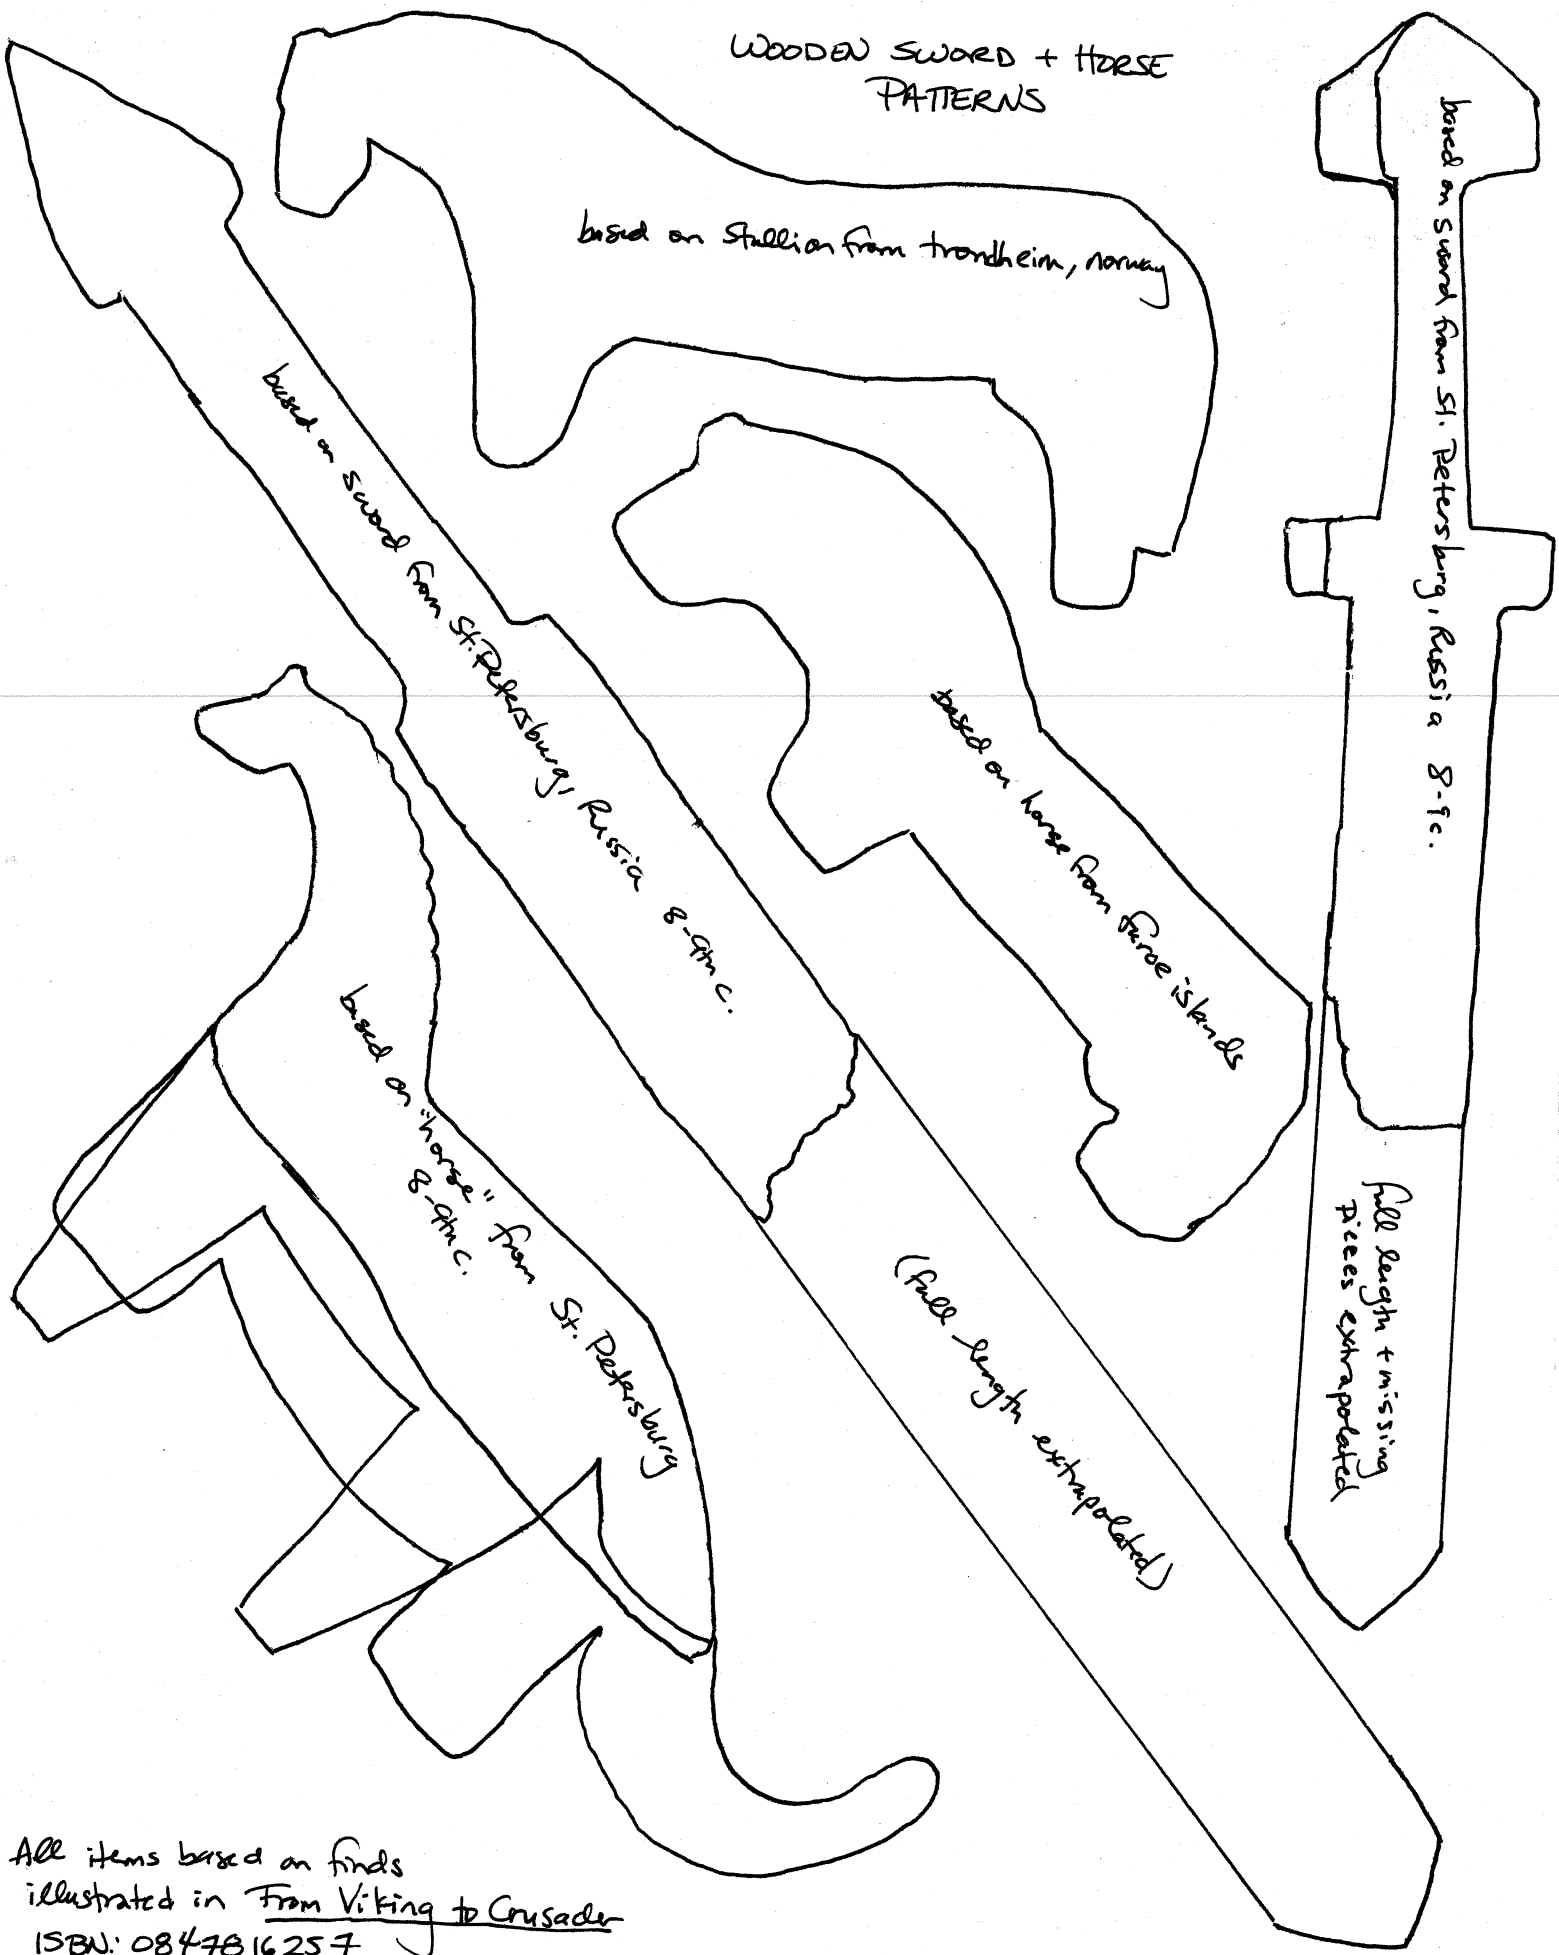 WOODEN SWORD + HORSE
PATTERNS
based on stallion from trondheim, norway
based on sword from St. Petersburg, Russia 8-9c.
based on sword from St. Petersburg, Russia 8-9th c.
based on horse from faroe islands
based on "horse" from St. Petersburg
8-9th c.
full length + missing
pieces extrapolated
(full length extrapolated)
All items based on finds
illustrated in From Viking to Crusader
ISBN: 0847816257